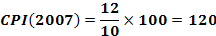 CPI(2007) = 12/10 × 100 = 120